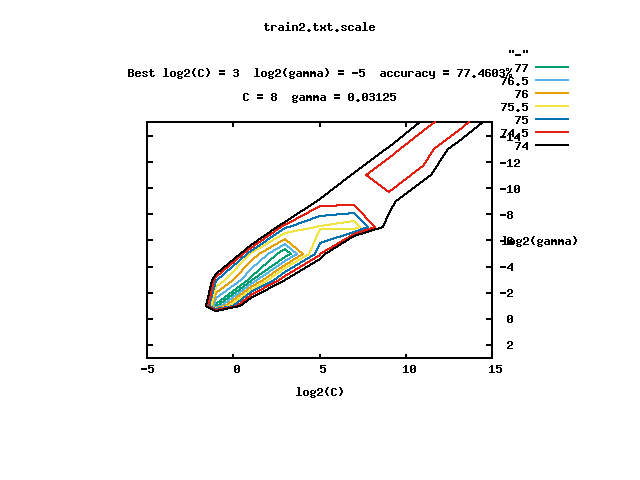 train2.txt.scale
"-"
Best log2(C) = 3 log2(gamma) = -5 accuracy = 77.4603%
77
76.5
C = 8 gamma = 0.03125
76
75.5
75
74.5
-14
74
-12
-10
-8
-6
log2(gamma)
-4
-2
0
2
-5 0 5 10 15
log2(C)